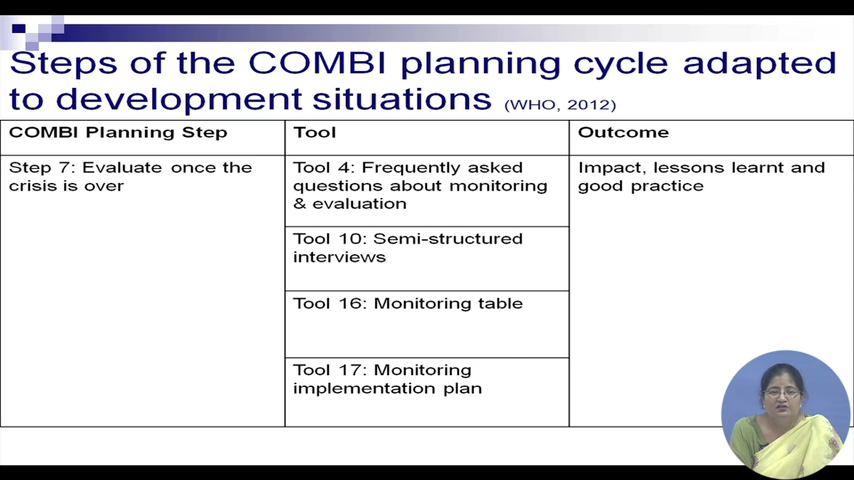 Steps of the COMBI planning cycle adapted
to development situations (WHO, 2012)
COMBI Planning Step
Tool
Outcome
Step 7: Evaluate once the
crisis is over
Tool 4: Frequently asked
questions about monitoring
& evaluation
Impact, lessons learnt and
good practice
Tool 10: Semi-structured
interviews
Tool 16: Monitoring table
Tool 17: Monitoring
implementation plan